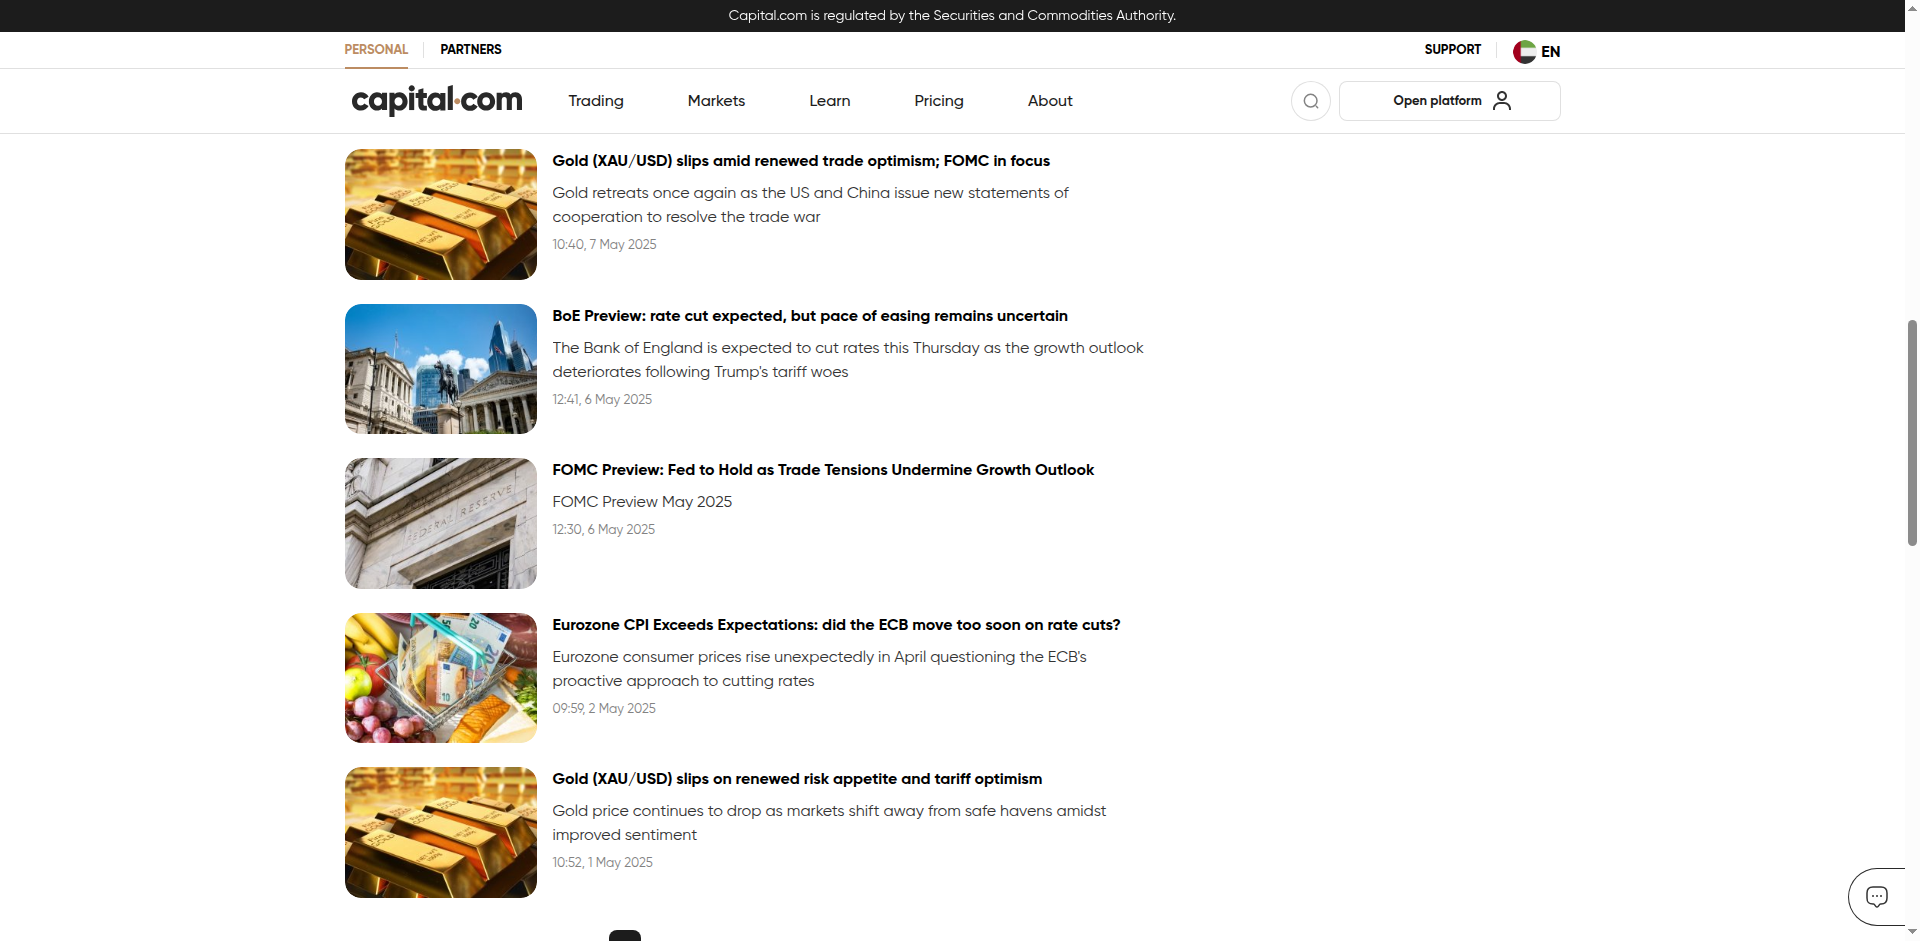 Capital.com is regulated by the Securities and Commodities Authority.
PERSONAL
PARTNERS
SUPPORT
EN
capital.com
Trading
Markets
Learn
Pricing
About
Open platform
Gold (XAU/USD) slips amid renewed trade optimism; FOMC in focus
Gold retreats once again as the US and China issue new statements of
cooperation to resolve the trade war
10:40, 7 May 2025
BoE Preview: rate cut expected, but pace of easing remains uncertain
The Bank of England is expected to cut rates this Thursday as the growth outlook
deteriorates following Trump's tariff woes
12:41, 6 May 2025
FEDERAL RESERVE
FOMC Preview: Fed to Hold as Trade Tensions Undermine Growth Outlook
FOMC Preview May 2025
12:30, 6 May 2025
Eurozone CPI Exceeds Expectations: did the ECB move too soon on rate cuts?
Eurozone consumer prices rise unexpectedly in April questioning the ECB's
proactive approach to cutting rates
09:59, 2 May 2025
Gold (XAU/USD) slips on renewed risk appetite and tariff optimism
Gold price continues to drop as markets shift away from safe havens amidst
improved sentiment
10:52, 1 May 2025